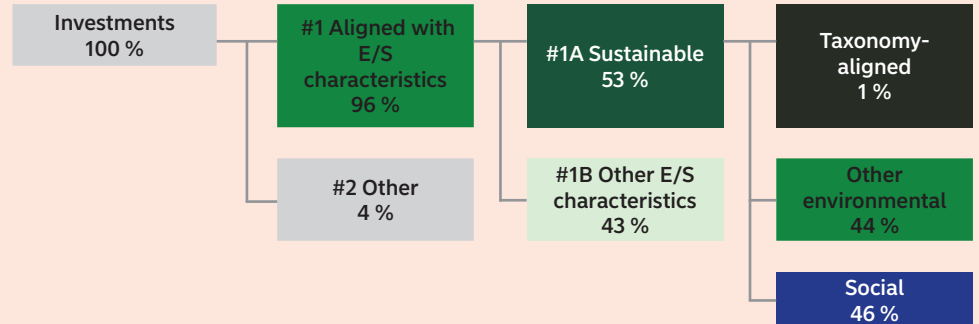 Investments
100 %
#1 Aligned with
E/S
characteristics
96 %
#2 Other
4 %
#1A Sustainable
53 %
#1B Other E/S
characteristics
43 %
Taxonomy-
aligned
1 %
Other
environmental
44 %
Social
46 %